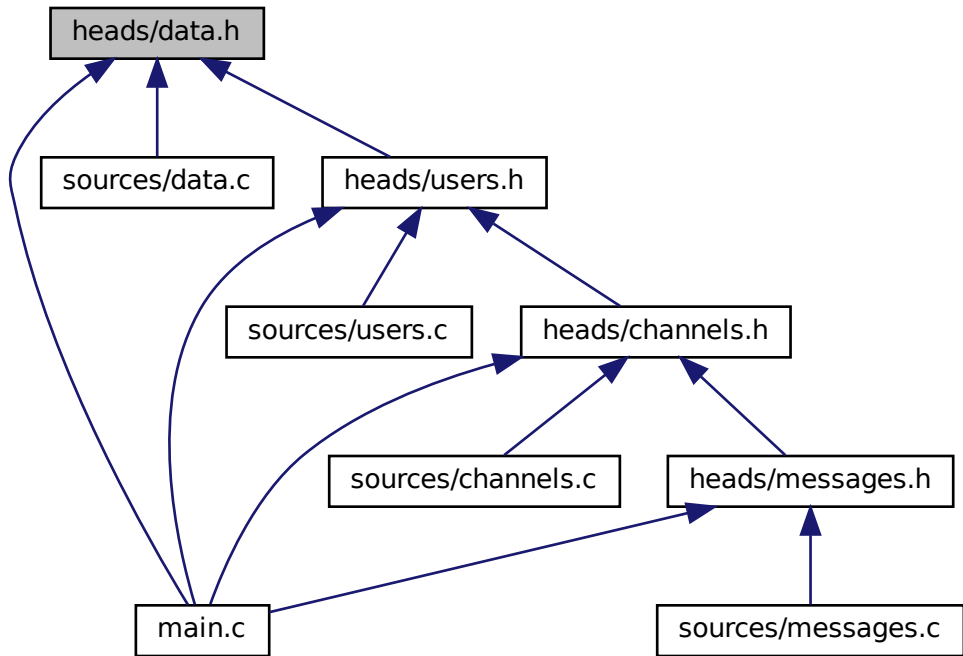 heads/data.h
sources/data.c
heads/users.h
sources/users.c
heads/channels.h
sources/channels.c
heads/messages.h
main.c
sources/messages.c